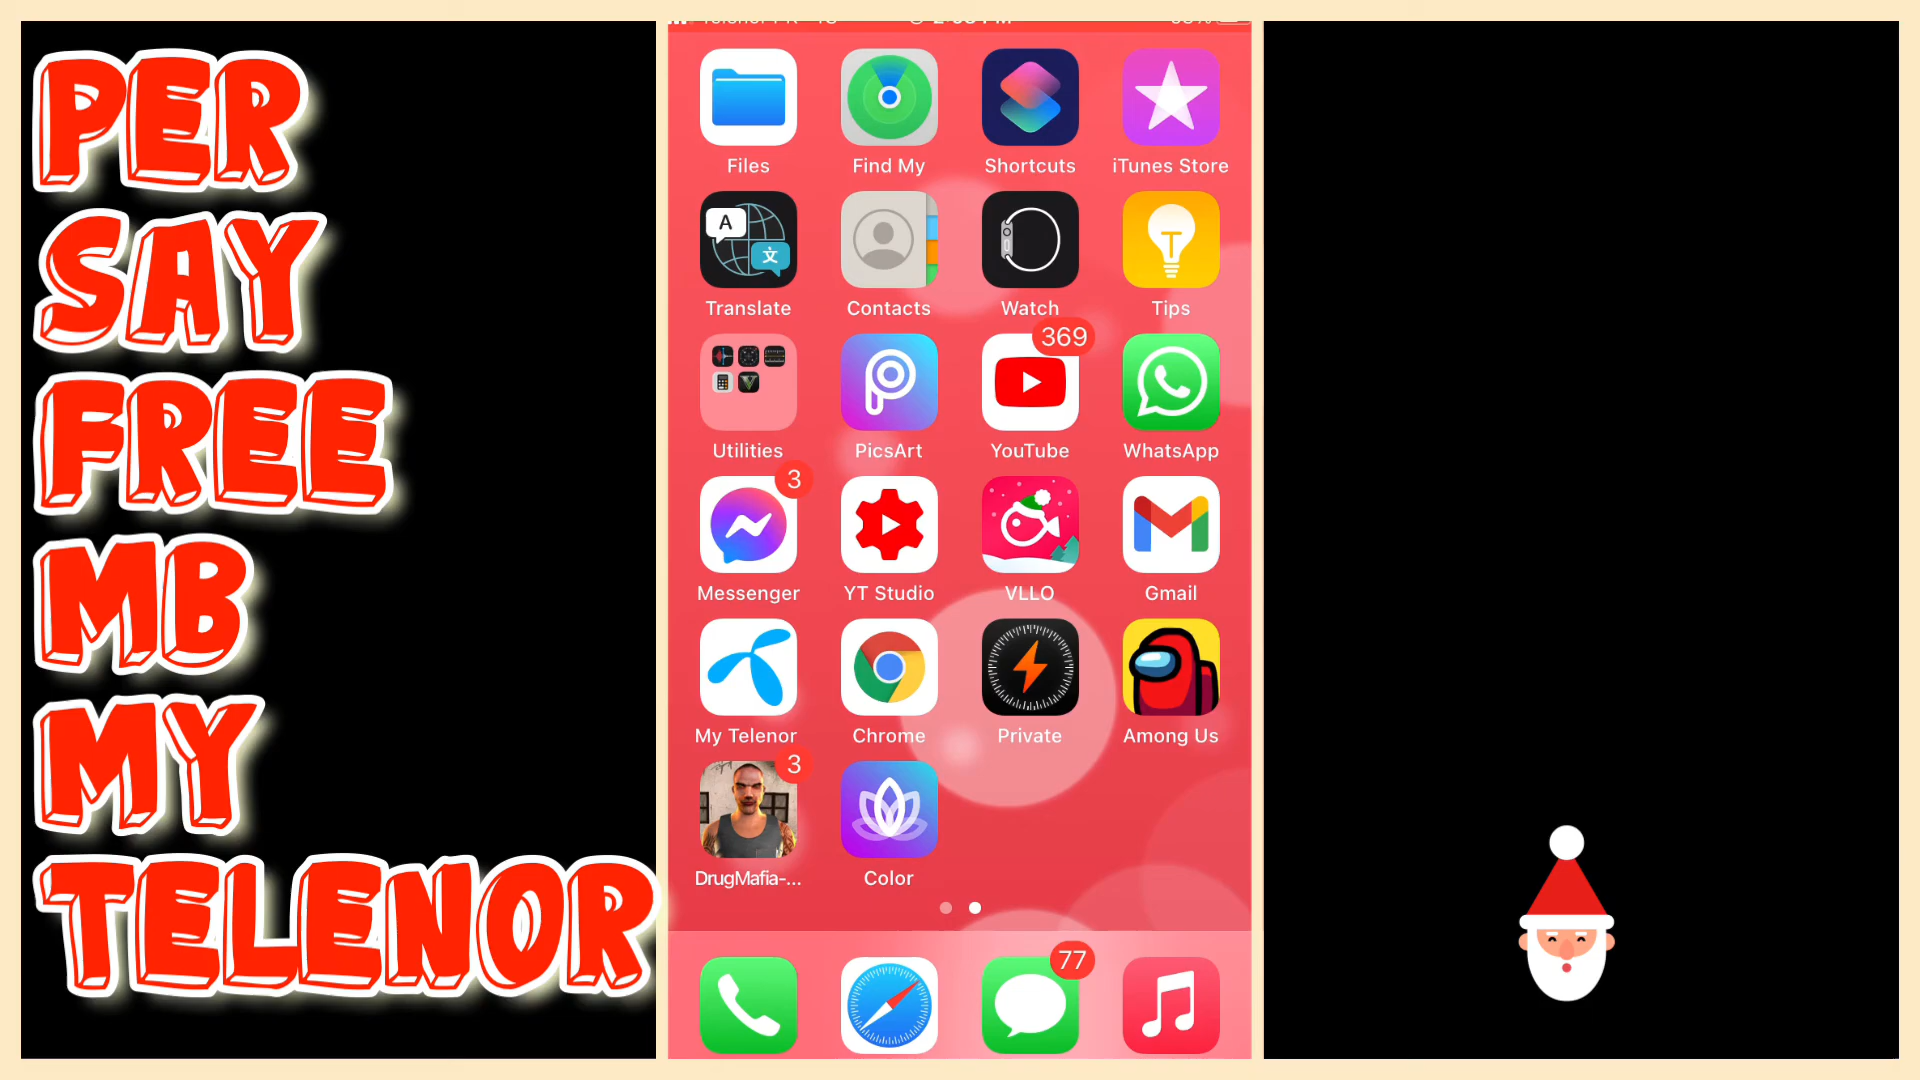 PER
SAY
FREE
MB
MY
TELENOR
Files
Find My
Shortcuts
iTunes Store
A
文
Translate
Contacts
Watch
Tips
369
Utilities
PicsArt
YouTube
WhatsApp
3
Messenger
YT Studio
VLLO
Gmail
My Telenor
Chrome
Private
Among Us
3
DrugMafia-...
Color
77